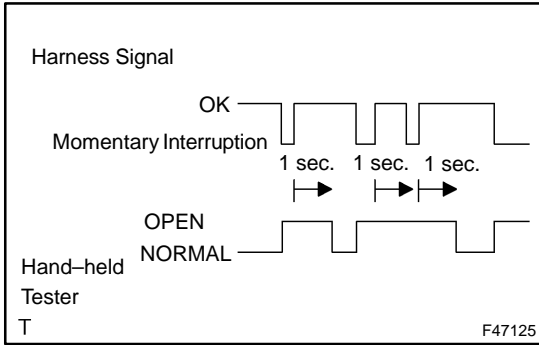 Harness Signal
OK
Momentary Interruption
1 sec. 1 sec. 1 sec.
OPEN
NORMAL
Hand–held
Tester
T
F47125